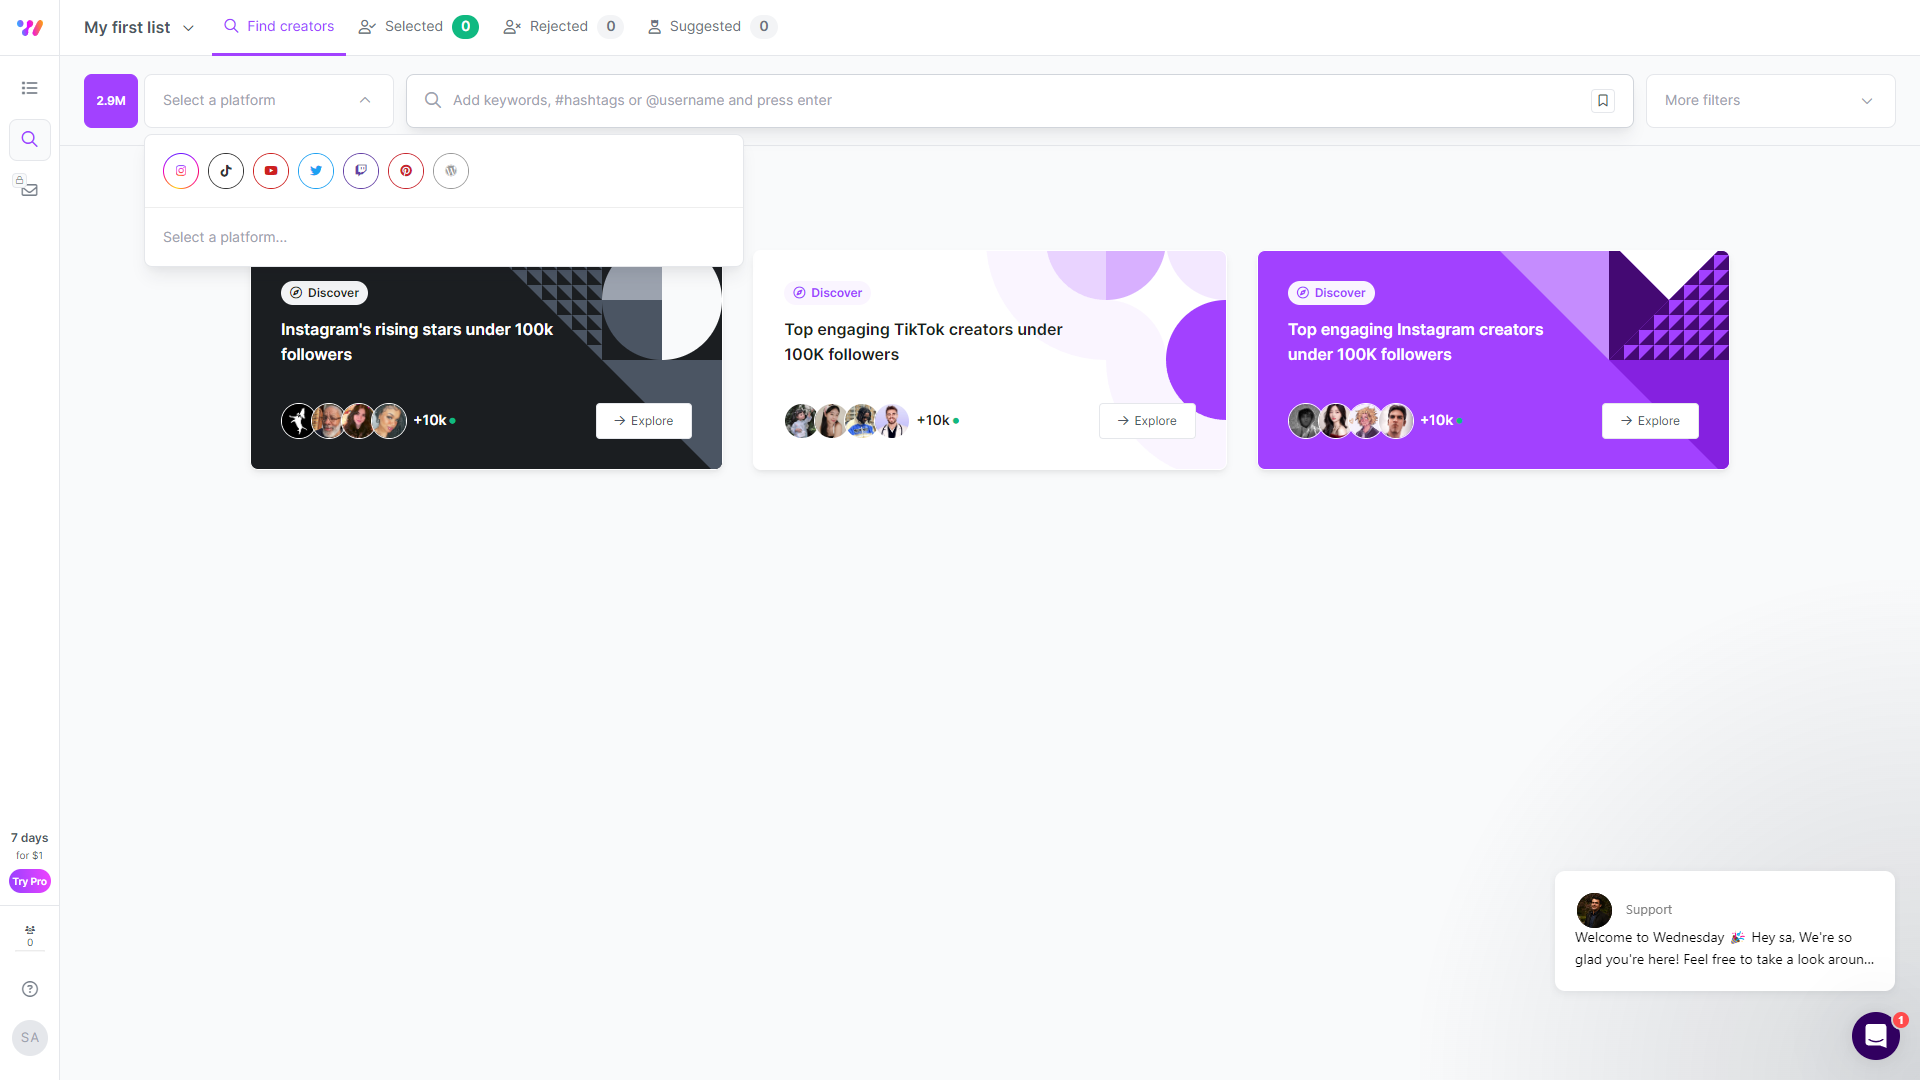 My first list
Find creators
Selected 0
Rejected 0
Suggested 0
2.9M
Select a platform
Add keywords, #hashtags or @username and press enter
More filters
Select a platform...
Discover
Instagram's rising stars under 100k
followers
+10k
Explore
Discover
Top engaging TikTok creators under
100K followers
+10k
Explore
Discover
Top engaging Instagram creators
under 100K followers
+10k
Explore
7 days
for $1
Try Pro
0
SA
Support
Welcome to Wednesday 🎉 Hey sa, We're so
glad you're here! Feel free to take a look aroun...
1